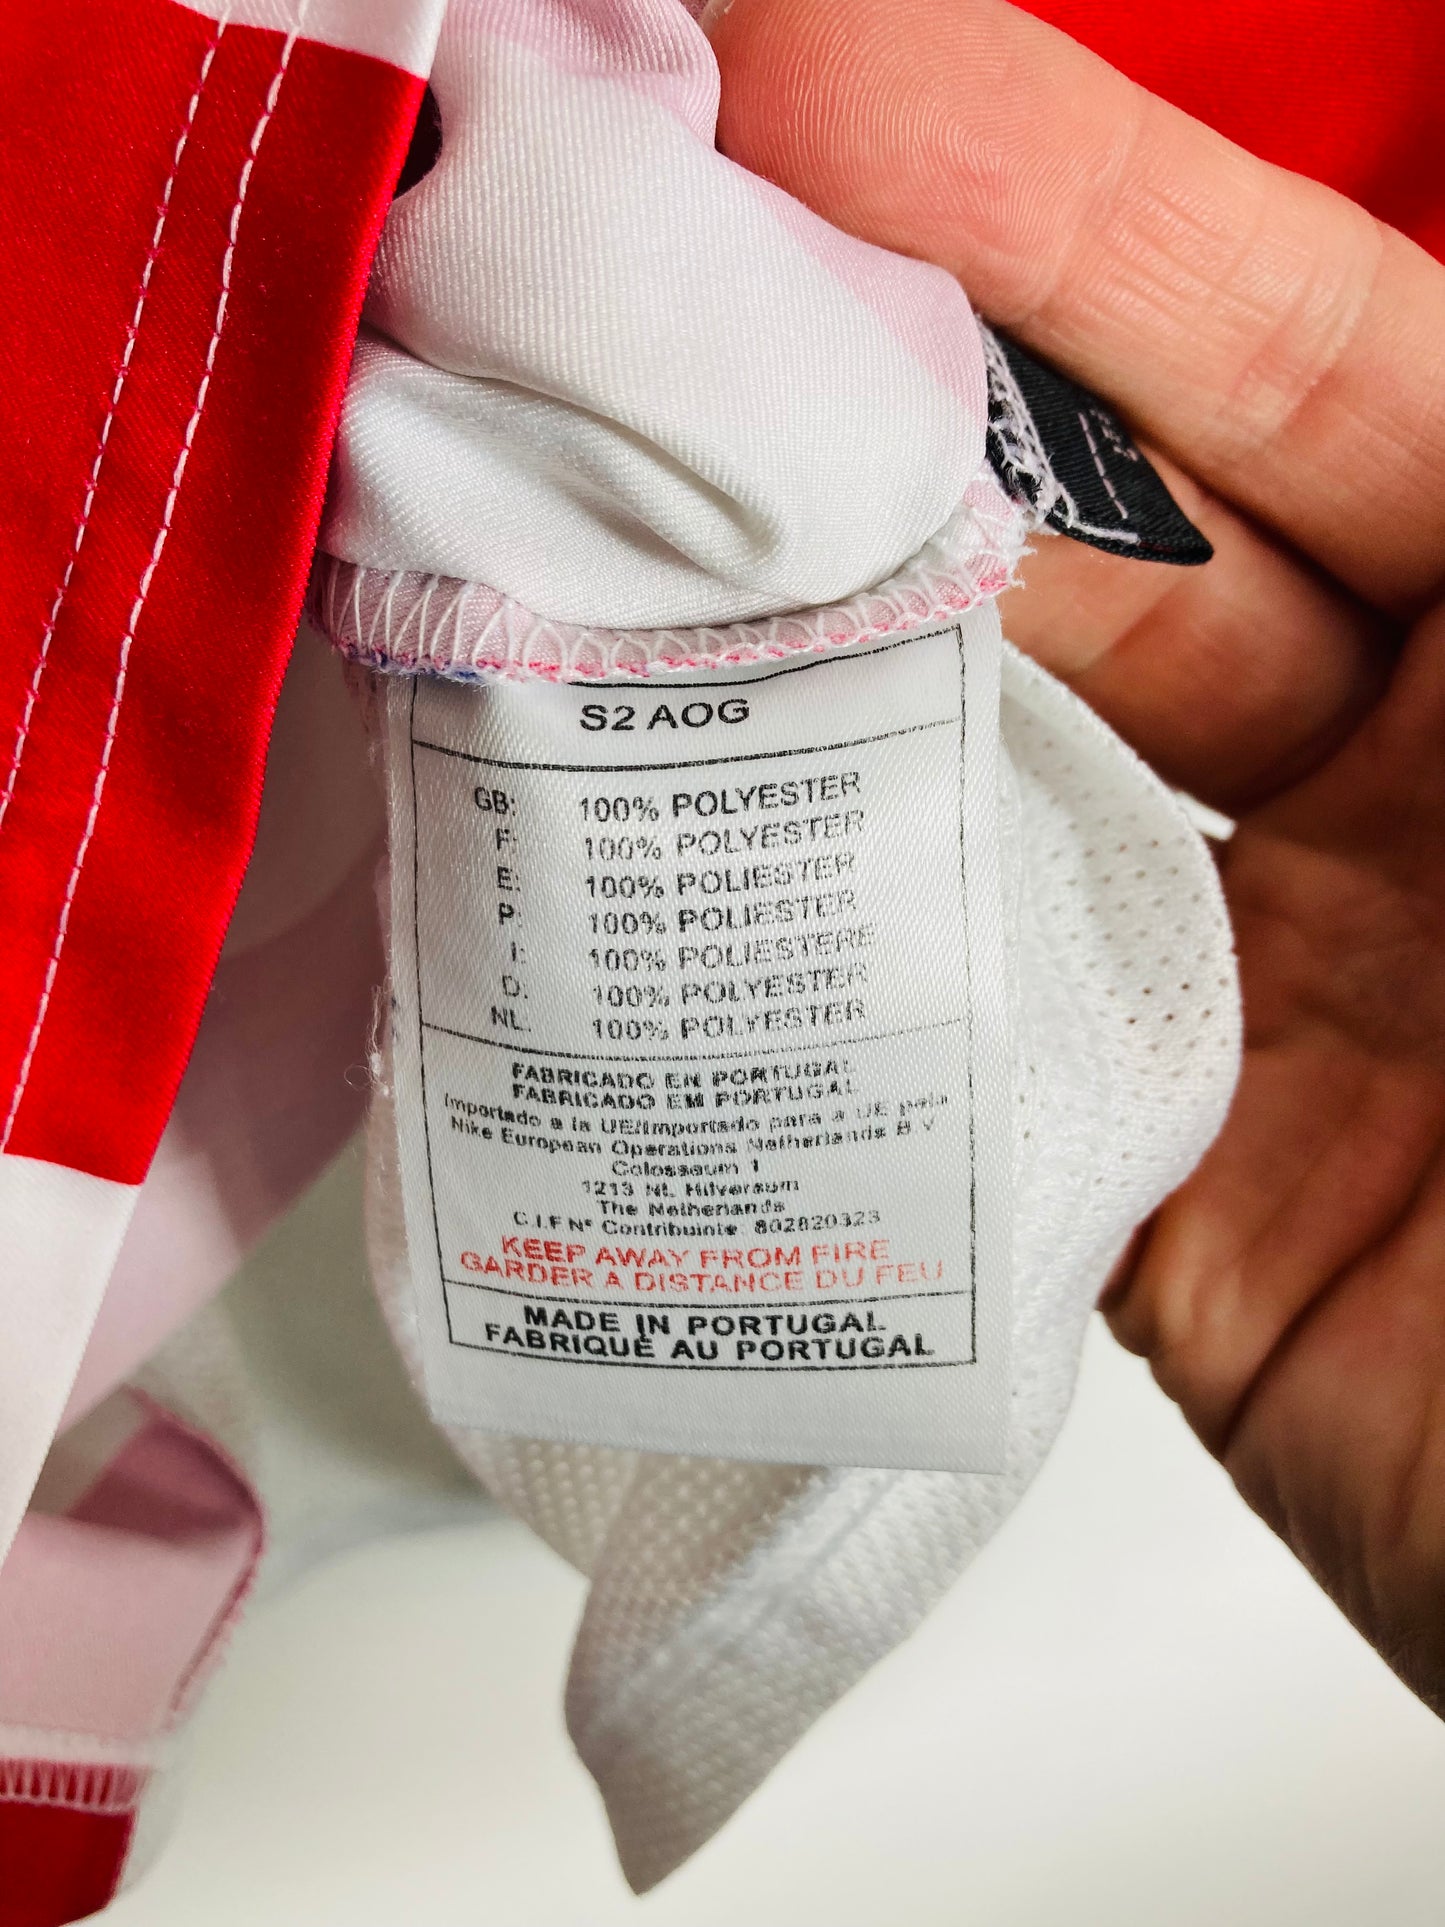 S2 AOG
GB: 100% POLYESTER
F: 100% POLYESTER
E: 100% POLIESTER
P: 100% POLIESTER
I: 100% POLIESTERE
D: 100% POLYESTER
NL: 100% POLYESTER
FABRICADO EN PORTUGAL
FABRICADO EM PORTUGAL
Importado a la UE/Importado para a UE pela
Nike European Operations Netherlands B.V.
Colosseum 1
1213 NL Hilversum
The Netherlands
C.I.F Nº Contribuinte: 802820323
KEEP AWAY FROM FIRE
GARDER A DISTANCE DU FEU
MADE IN PORTUGAL
FABRIQUÉ AU PORTUGAL